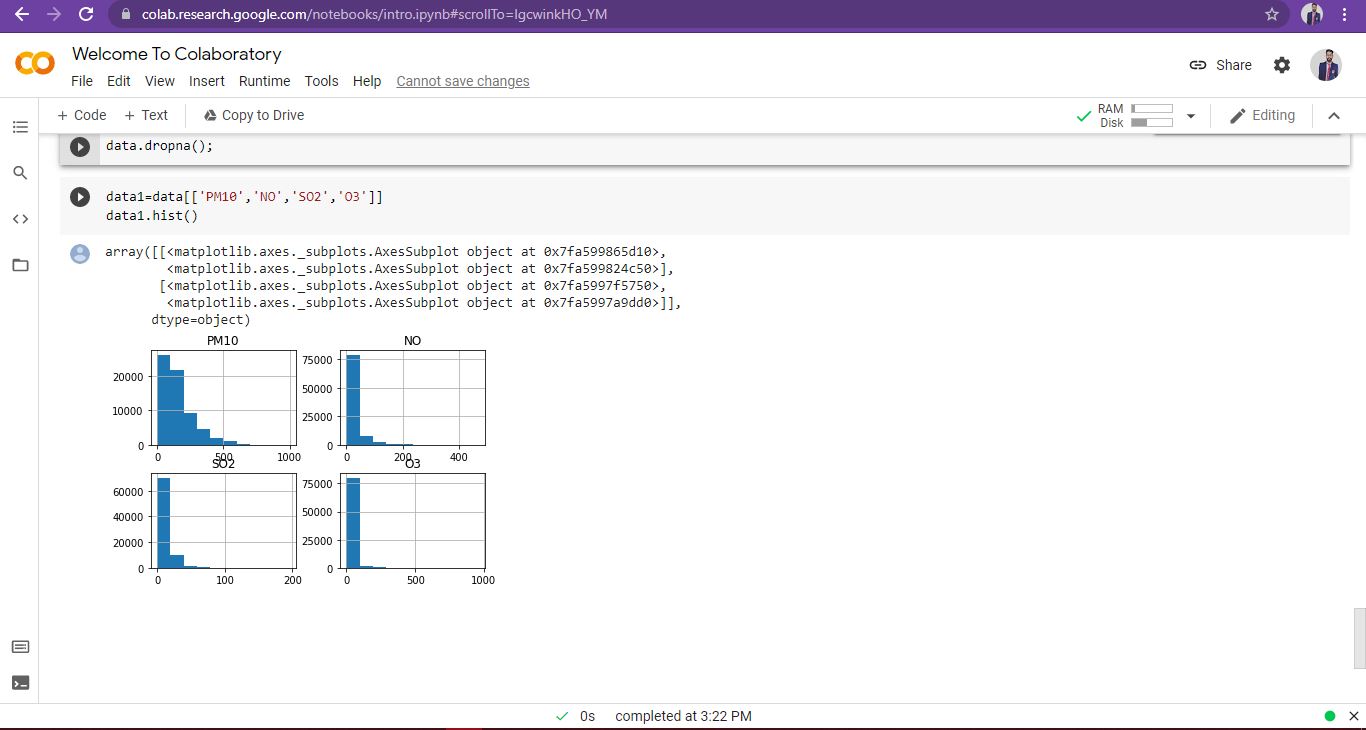 colab.research.google.com/notebooks/intro.ipynb#scrollTo=IgcwinkHO_YM
Welcome To Colaboratory
File Edit View Insert Runtime Tools Help Cannot save changes
Share
+ Code + Text Copy to Drive
RAM
Disk
Editing
data.dropna();
data1=data[['PM10','NO','SO2','O3']]
data1.hist()
array([[<matplotlib.axes._subplots.AxesSubplot object at 0x7fa599865d10>,
<matplotlib.axes._subplots.AxesSubplot object at 0x7fa599824c50>],
[<matplotlib.axes._subplots.AxesSubplot object at 0x7fa5997f5750>,
<matplotlib.axes._subplots.AxesSubplot object at 0x7fa5997a9dd0>]],
dtype=object)
PM10
20000
10000
0
0 500 1000
NO
75000
50000
25000
0
0 200 400
SO2
60000
40000
20000
0
0 100 200
O3
75000
50000
25000
0
0 500 1000
0s completed at 3:22 PM